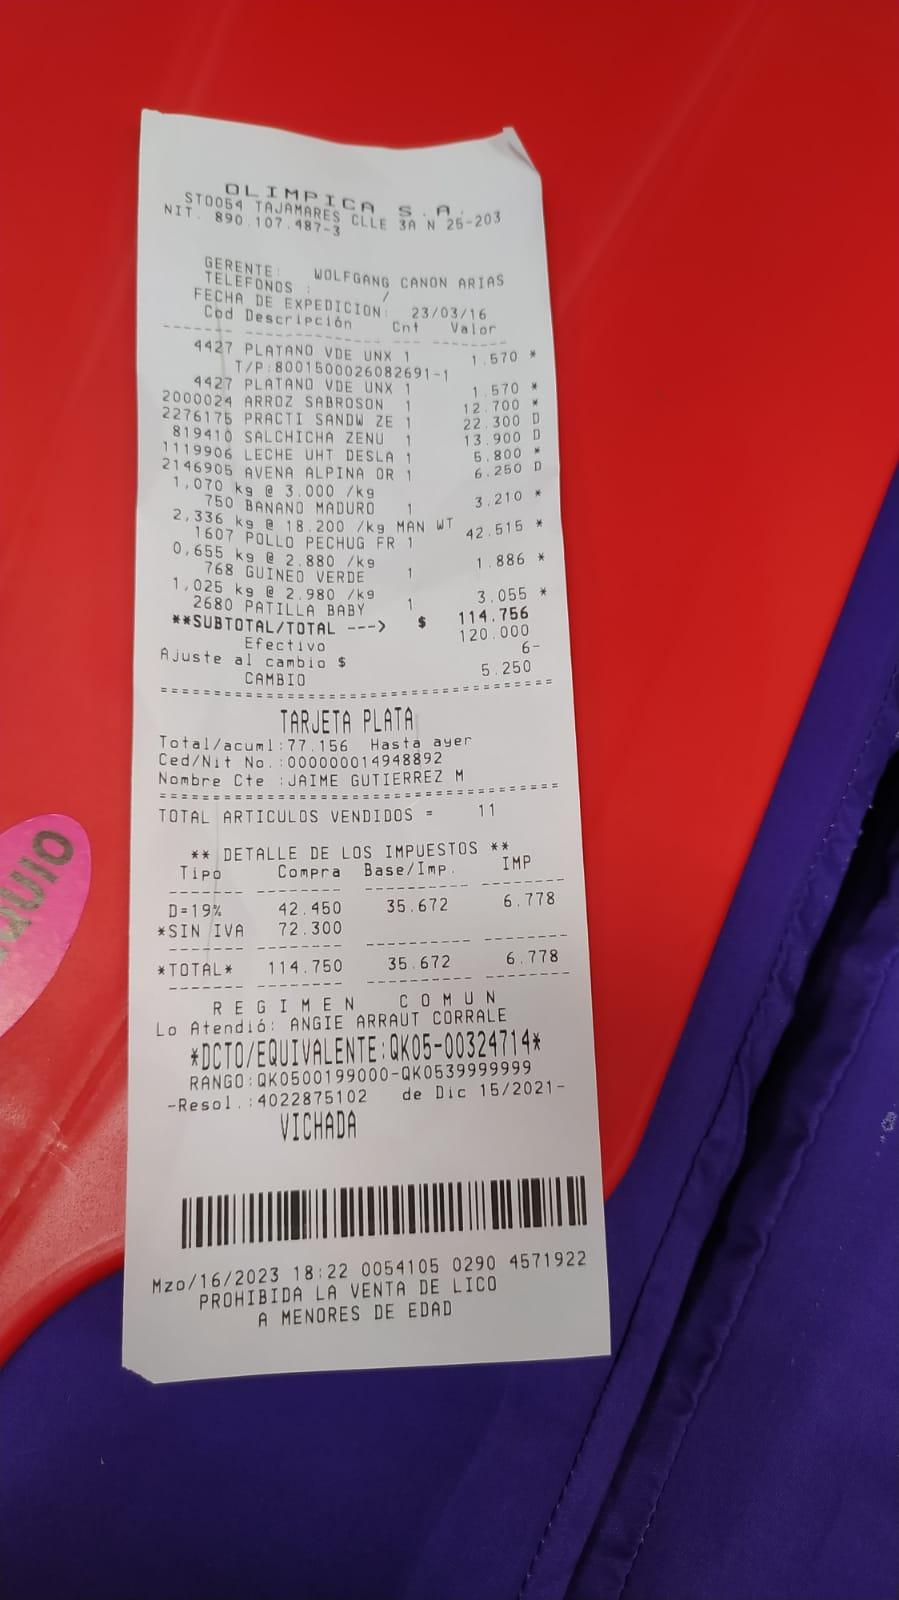 OLIMPICA S.A.
ST0054 TAJAMARES CLLE 3A N 25-203
NIT. 890.107.487-3
GERENTE: WOLFGANG CANON ARIAS
TELEFONOS : /
FECHA DE EXPEDICION: 23/03/16
Cod Descripción Cnt Valor
4427 PLATANO VDE UNX 1 1.570 *
T/P:8001500026082691-1
4427 PLATANO VDE UNX 1 1.570 *
2000024 ARROZ SABROSON 1 12.700 *
2276175 PRACTI SANDW ZE 1 22.300 D
819410 SALCHICHA ZENU 1 13.900 D
1119906 LECHE UHT DESLA 1 5.800 *
2146905 AVENA ALPINA OR 1 6.250 D
1,070 kg @ 3.000 /kg
750 BANANO MADURO 1 3.210 *
2,336 kg @ 18.200 /kg MAN WT
1607 POLLO PECHUG FR 1 42.515 *
0,655 kg @ 2.880 /kg
768 GUINEO VERDE 1 1.886 *
1,025 kg @ 2.980 /kg
2680 PATILLA BABY 1 3.055 *
**SUBTOTAL/TOTAL ---> $ 114.756
Efectivo 120.000
Ajuste al cambio $ 6-
CAMBIO 5.250
TARJETA PLATA
Total/acuml:77.156 Hasta ayer
Ced/Nit No.:000000014948892
Nombre Cte :JAIME GUTIERREZ M
TOTAL ARTICULOS VENDIDOS = 11
** DETALLE DE LOS IMPUESTOS **
Tipo Compra Base/Imp. IMP
D=19% 42.450 35.672 6.778
*SIN IVA 72.300
*TOTAL* 114.750 35.672 6.778
REGIMEN COMUN
Lo Atendió: ANGIE ARRAUT CORRALE
*DCTO/EQUIVALENTE:QK05-00324714*
RANGO:QK0500199000-QK0539999999
-Resol.:4022875102 de Dic 15/2021-
VICHADA
Mzo/16/2023 18:22 0054105 0290 4571922
PROHIBIDA LA VENTA DE LICO
A MENORES DE EDAD